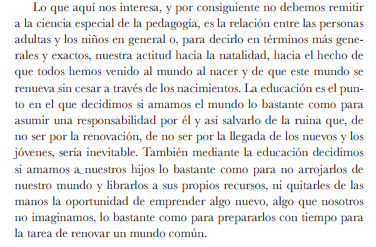 Lo que aquí nos interesa, y por consiguiente no debemos remitir
a la ciencia especial de la pedagogía, es la relación entre las personas
adultas y los niños en general o, para decirlo en términos más gene-
rales y exactos, nuestra actitud hacia la natalidad, hacia el hecho de
que todos hemos venido al mundo al nacer y de que este mundo se
renueva sin cesar a través de los nacimientos. La educación es el pun-
to en el que decidimos si amamos el mundo lo bastante como para
asumir una responsabilidad por él y así salvarlo de la ruina que, de
no ser por la renovación, de no ser por la llegada de los nuevos y los
jóvenes, sería inevitable. También mediante la educación decidimos
si amamos a nuestros hijos lo bastante como para no arrojarlos de
nuestro mundo y librarlos a sus propios recursos, ni quitarles de las
manos la oportunidad de emprender algo nuevo, algo que nosotros
no imaginamos, lo bastante como para prepararlos con tiempo para
la tarea de renovar un mundo común.